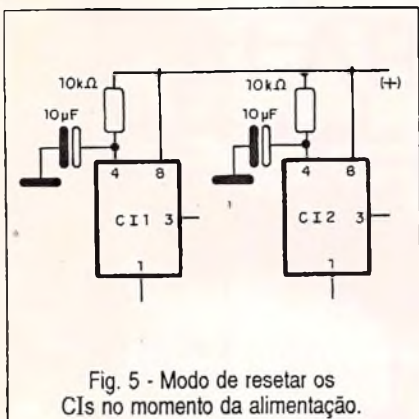 10kΩ 10kΩ (+)
10µF 10µF
4 8 4 8
CI1 3 CI2 3
1 1
Fig. 5 - Modo de resetar os
CIs no momento da alimentação.